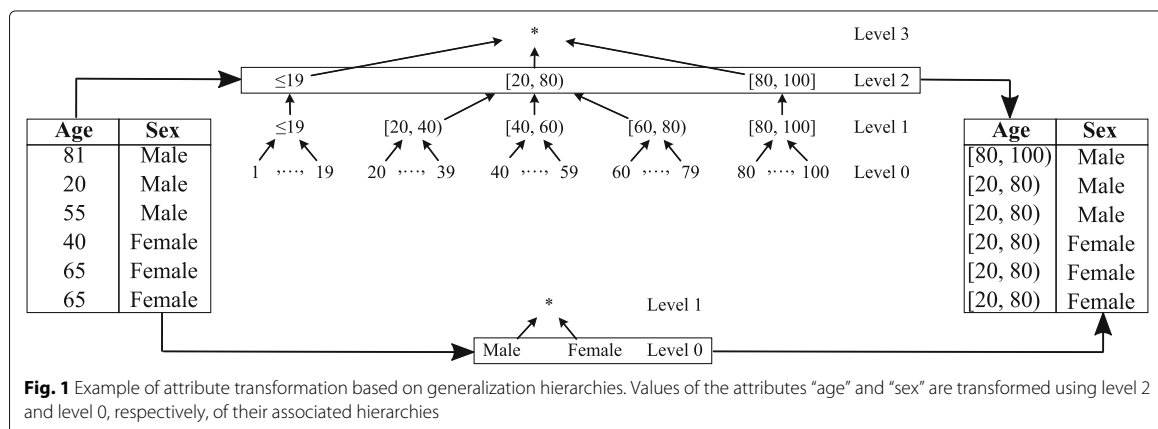 * Level 3
≤19 [20, 80) [80, 100] Level 2
≤19 [20, 40) [40, 60) [60, 80) [80, 100] Level 1
1 ,..., 19 20 ,..., 39 40 ,..., 59 60 ,..., 79 80 ,..., 100 Level 0
Age Sex
81 Male
20 Male
55 Male
40 Female
65 Female
65 Female
* Level 1
Male Female Level 0
Age Sex
[80, 100) Male
[20, 80) Male
[20, 80) Male
[20, 80) Female
[20, 80) Female
[20, 80) Female
Fig. 1 Example of attribute transformation based on generalization hierarchies. Values of the attributes “age” and “sex” are transformed using level 2
and level 0, respectively, of their associated hierarchies